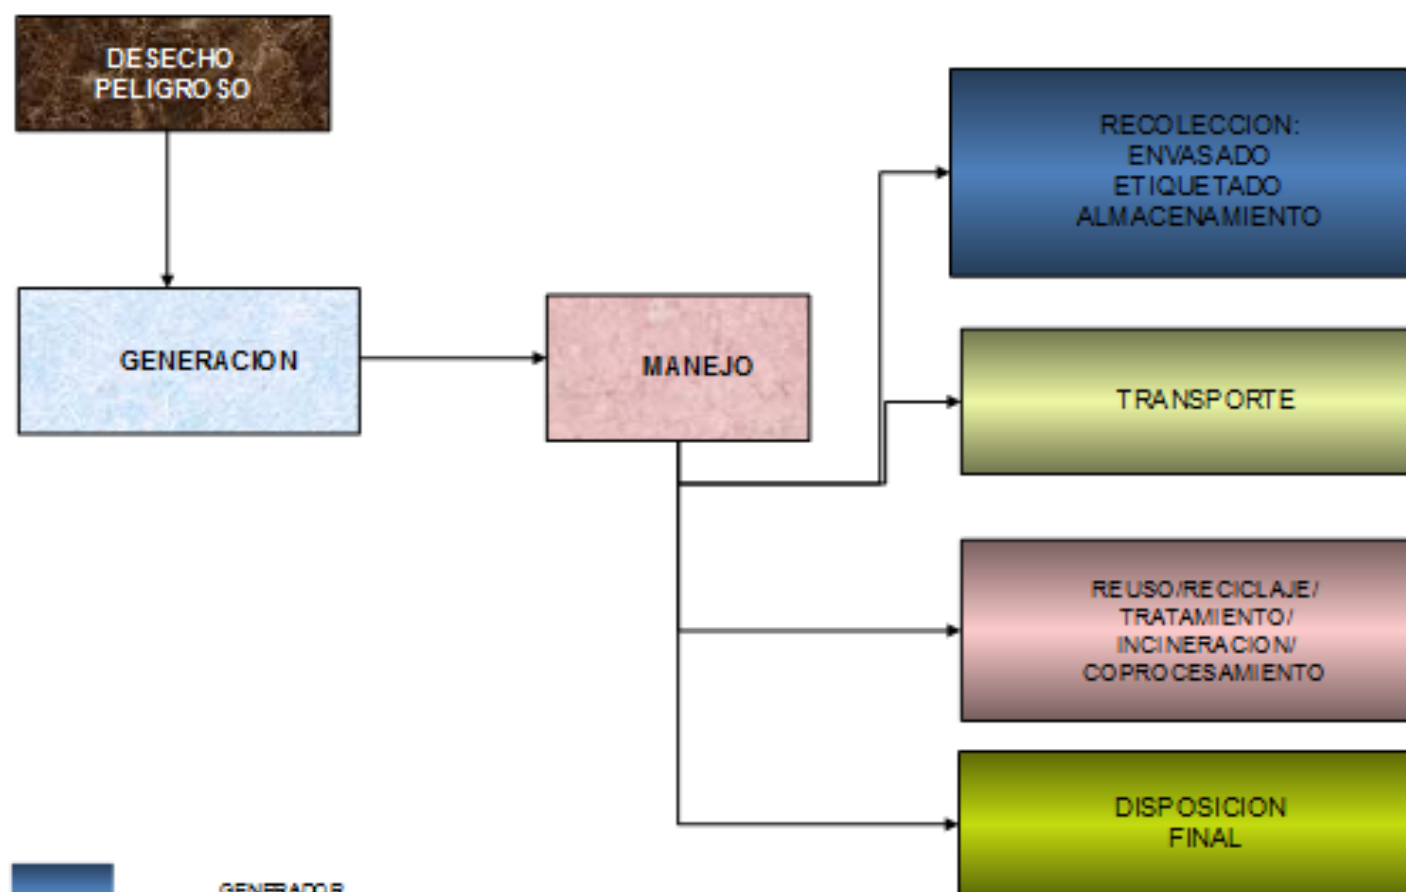 DESECHO
PELIGROSO
GENERACION
MANEJO
RECOLECCION:
ENVASADO
ETIQUETADO
ALMACENAMIENTO
TRANSPORTE
REUSO/RECICLAJE/
TRATAMIENTO/
INCINERACION/
COPROCESAMIENTO
DISPOSICION
FINAL
GENERADOR